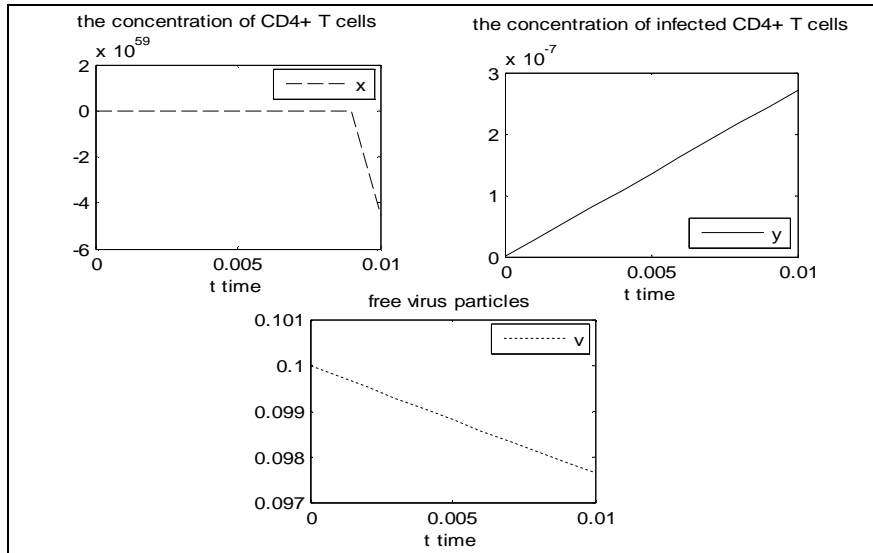 the concentration of CD4+ T cells
x 10^59
2
0
-2
-4
-6
x
0 0.005 0.01
t time
the concentration of infected CD4+ T cells
x 10^-7
3
2
1
0
y
0 0.005 0.01
t time
free virus particles
0.101
0.1
0.099
0.098
0.097
v
0 0.005 0.01
t time